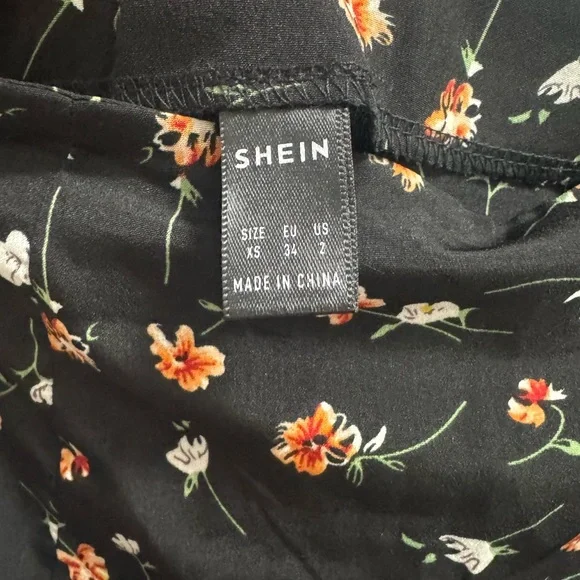 SHEIN
SIZE EU US
XS 34 2
MADE IN CHINA